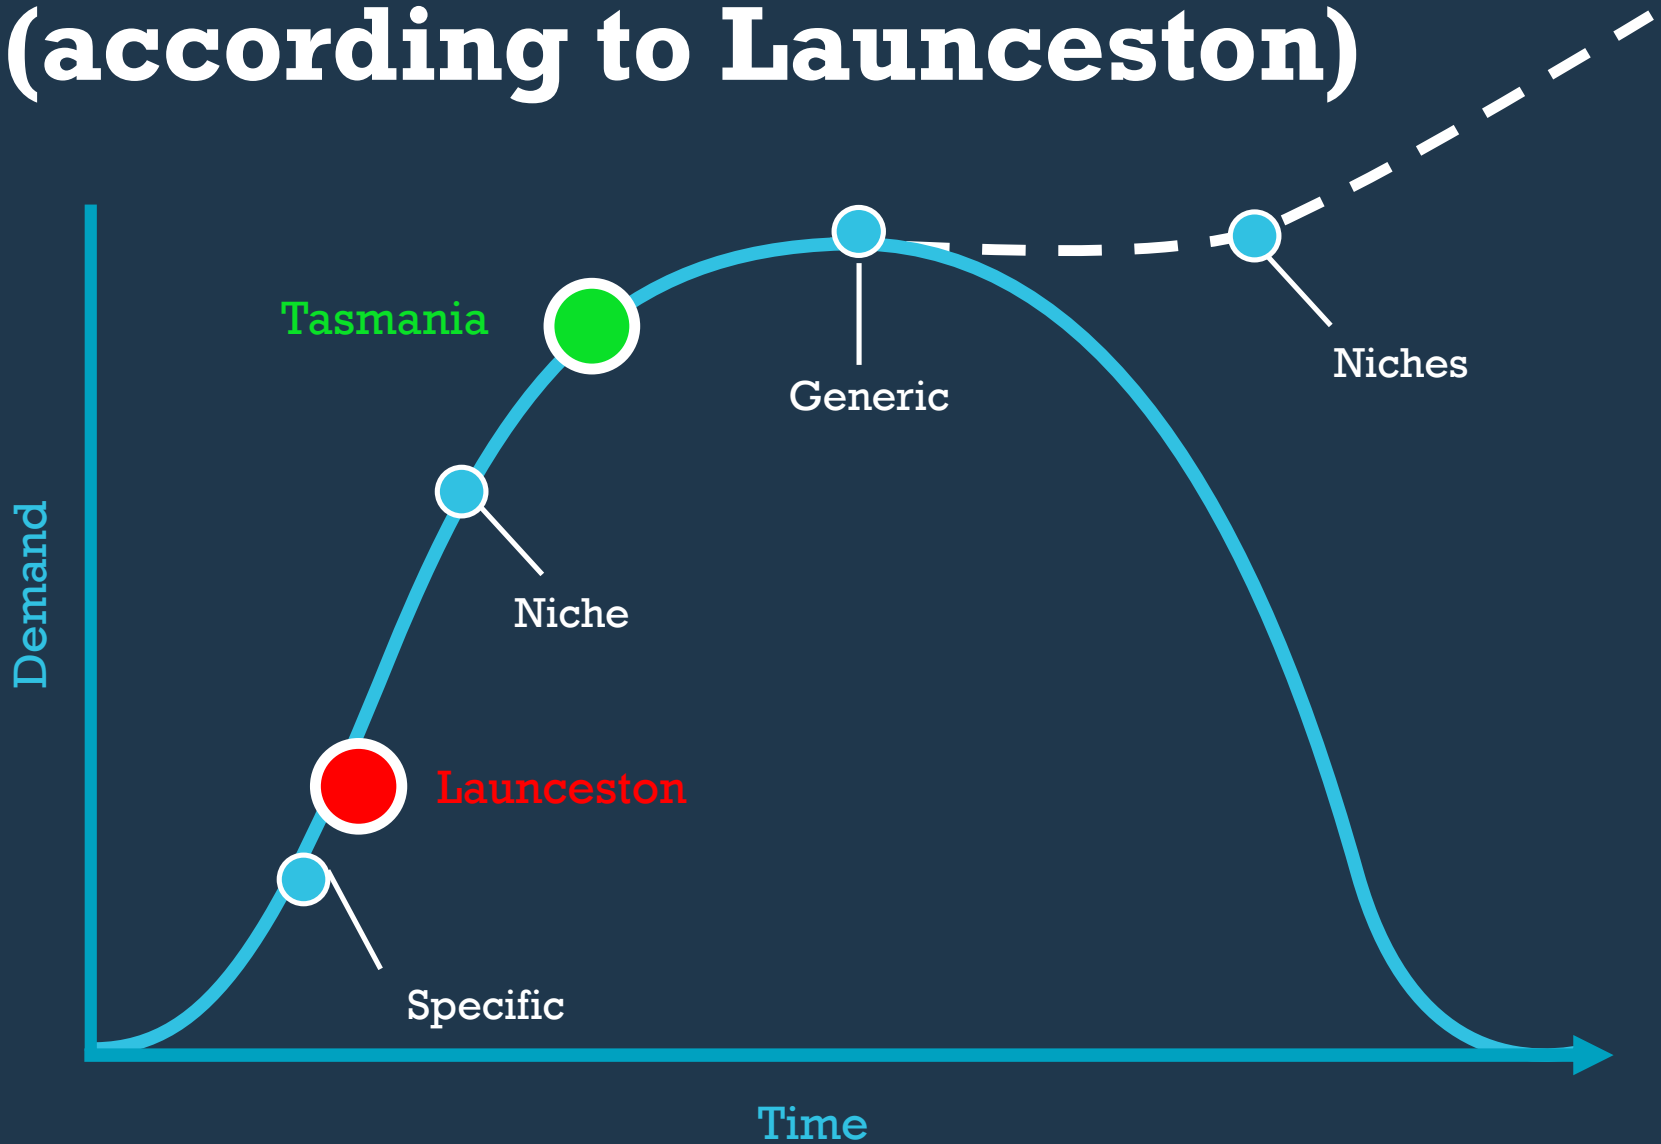 (according to Launceston)
Tasmania
Generic
Niches
Niche
Demand
Launceston
Specific
Time